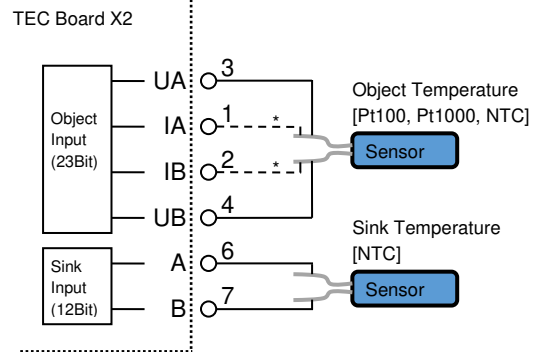 TEC Board X2
Object
Input
(23Bit)
UA 3
IA 1 *
IB 2 *
UB 4
Object Temperature
[Pt100, Pt1000, NTC]
Sensor
Sink
Input
(12Bit)
A 6
B 7
Sink Temperature
[NTC]
Sensor